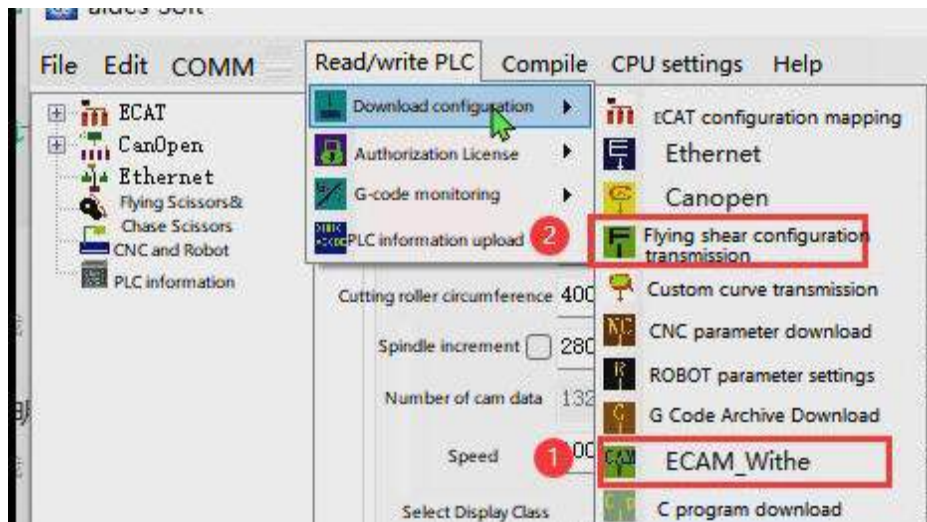 File Edit COMM Read/write PLC Compile CPU settings Help
ECAT
CanOpen
Ethernet
Flying Scissors&
Chase Scissors
CNC and Robot
PLC information
Download configuration
Authorization License
G-code monitoring
PLC information upload
2
ECAT configuration mapping
Ethernet
Canopen
Flying shear configuration
transmission
Custom curve transmission
CNC parameter download
ROBOT parameter settings
G Code Archive Download
ECAM_Withe
C program download
Cutting roller circumference 400
Spindle increment 280
Number of cam data 132
Speed
1
Select Display Class